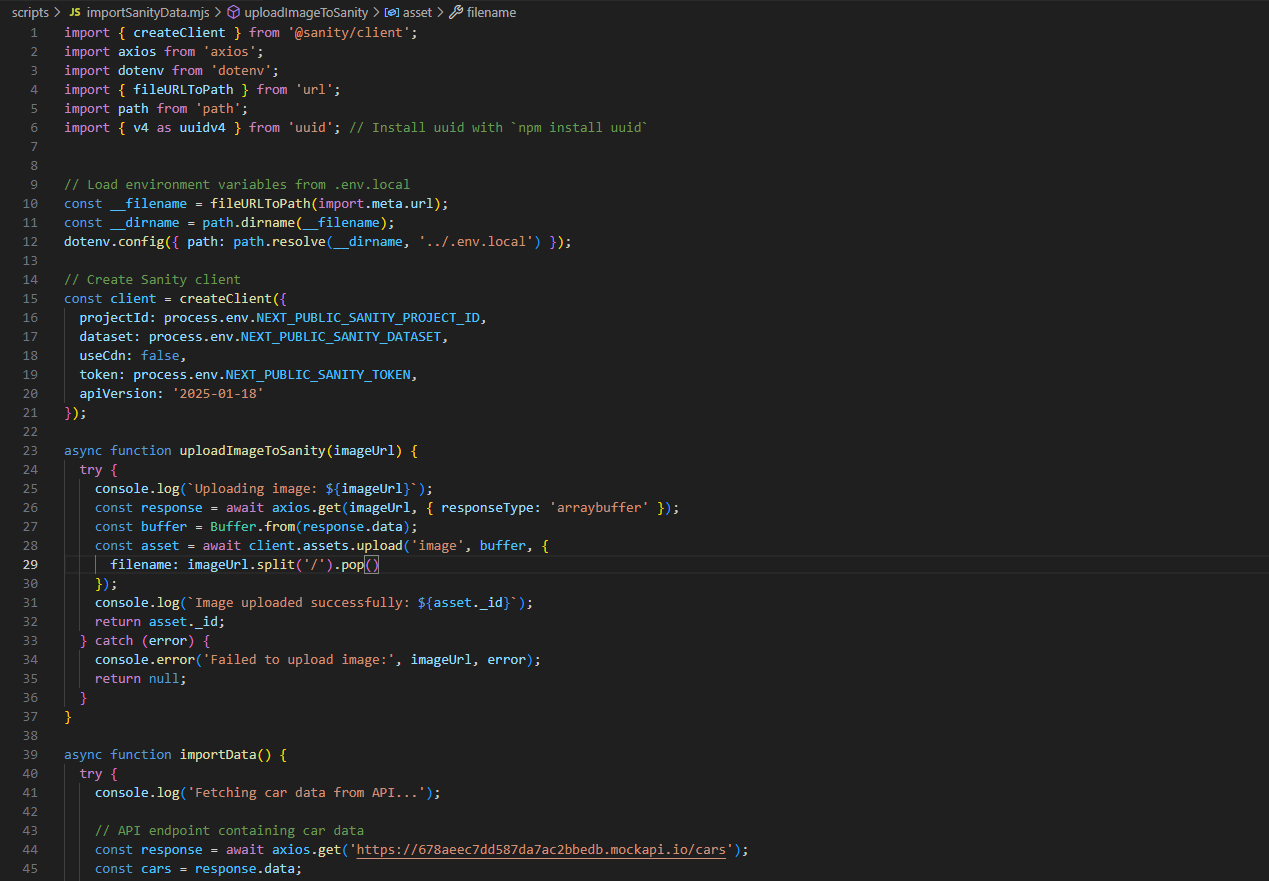 scripts > JS importSanityData.mjs > uploadImageToSanity > asset > filename
1 import { createClient } from '@sanity/client';
2 import axios from 'axios';
3 import dotenv from 'dotenv';
4 import { fileURLToPath } from 'url';
5 import path from 'path';
6 import { v4 as uuidv4 } from 'uuid'; // Install uuid with `npm install uuid`
7
8
9 // Load environment variables from .env.local
10 const __filename = fileURLToPath(import.meta.url);
11 const __dirname = path.dirname(__filename);
12 dotenv.config({ path: path.resolve(__dirname, '../.env.local') });
13
14 // Create Sanity client
15 const client = createClient({
16   projectId: process.env.NEXT_PUBLIC_SANITY_PROJECT_ID,
17   dataset: process.env.NEXT_PUBLIC_SANITY_DATASET,
18   useCdn: false,
19   token: process.env.NEXT_PUBLIC_SANITY_TOKEN,
20   apiVersion: '2025-01-18'
21 });
22
23 async function uploadImageToSanity(imageUrl) {
24   try {
25     console.log(`Uploading image: ${imageUrl}`);
26     const response = await axios.get(imageUrl, { responseType: 'arraybuffer' });
27     const buffer = Buffer.from(response.data);
28     const asset = await client.assets.upload('image', buffer, {
29       filename: imageUrl.split('/').pop()
30     });
31     console.log(`Image uploaded successfully: ${asset._id}`);
32     return asset._id;
33   } catch (error) {
34     console.error('Failed to upload image:', imageUrl, error);
35     return null;
36   }
37 }
38
39 async function importData() {
40   try {
41     console.log('Fetching car data from API...');
42
43     // API endpoint containing car data
44     const response = await axios.get('https://678aeec7dd587da7ac2bbedb.mockapi.io/cars');
45     const cars = response.data;